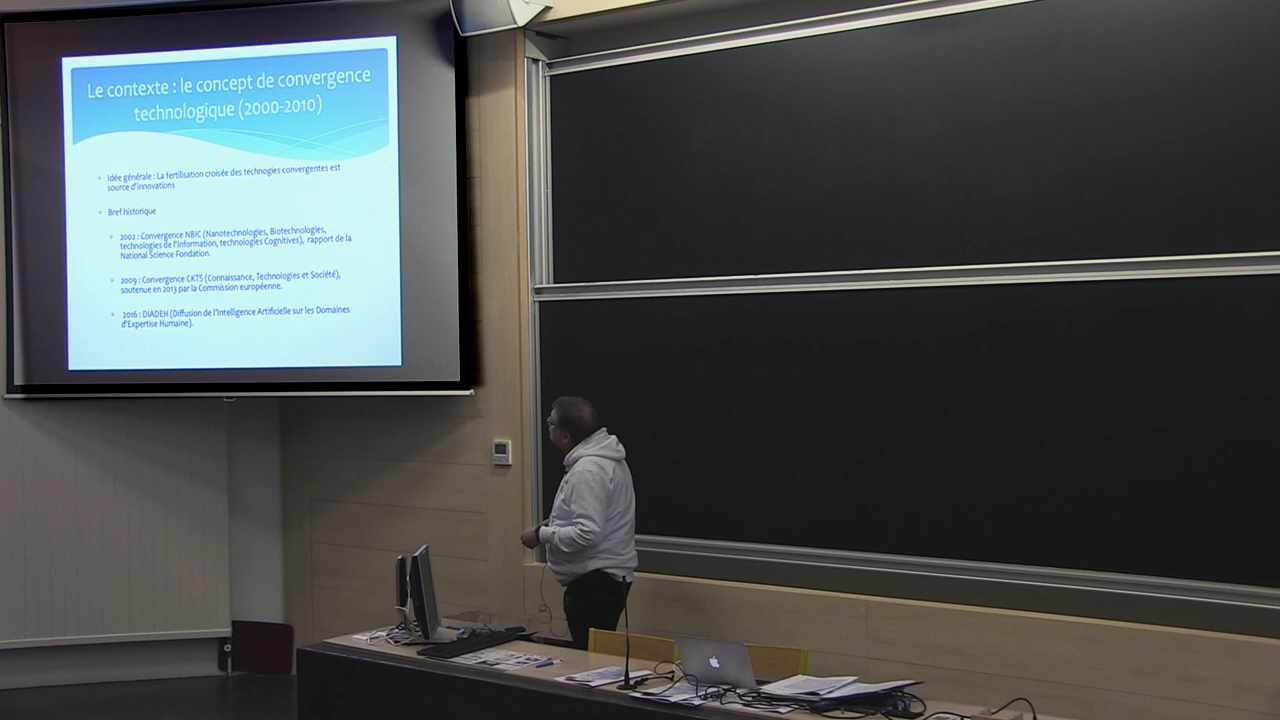 Le contexte : le concept de convergence
technologique (2000-2010)
Idée générale : La fertilisation croisée des technogies convergentes est
source d'innovations
Bref historique
2002 : Convergence NBIC (Nanotechnologies, Biotechnologies,
technologies de l'Information, technologies Cognitives), rapport de la
National Science Fondation.
2009 : Convergence CKTS (Connaissance, Technologies et Société),
soutenue en 2013 par la Commission européenne.
2016 : DIADEH (Diffusion de l'Intelligence Artificielle sur les Domaines
d'Expertise Humaine).